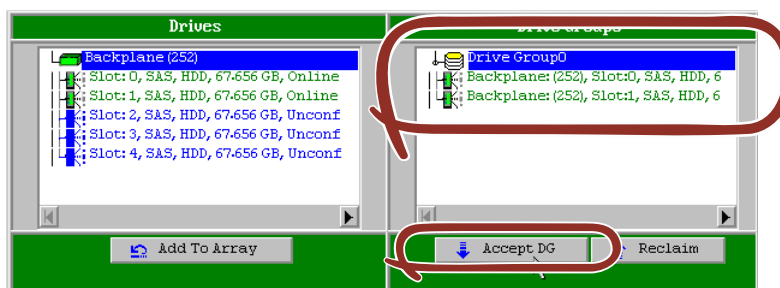 Drives
Drive Groups
Backplane (252)
Slot: 0, SAS, HDD, 67.656 GB, Online
Slot: 1, SAS, HDD, 67.656 GB, Online
Slot: 2, SAS, HDD, 67.656 GB, Unconf
Slot: 3, SAS, HDD, 67.656 GB, Unconf
Slot: 4, SAS, HDD, 67.656 GB, Unconf
Drive Group0
Backplane: (252), Slot:0, SAS, HDD, 6
Backplane: (252), Slot:1, SAS, HDD, 6
Add To Array
Accept DG
Reclaim